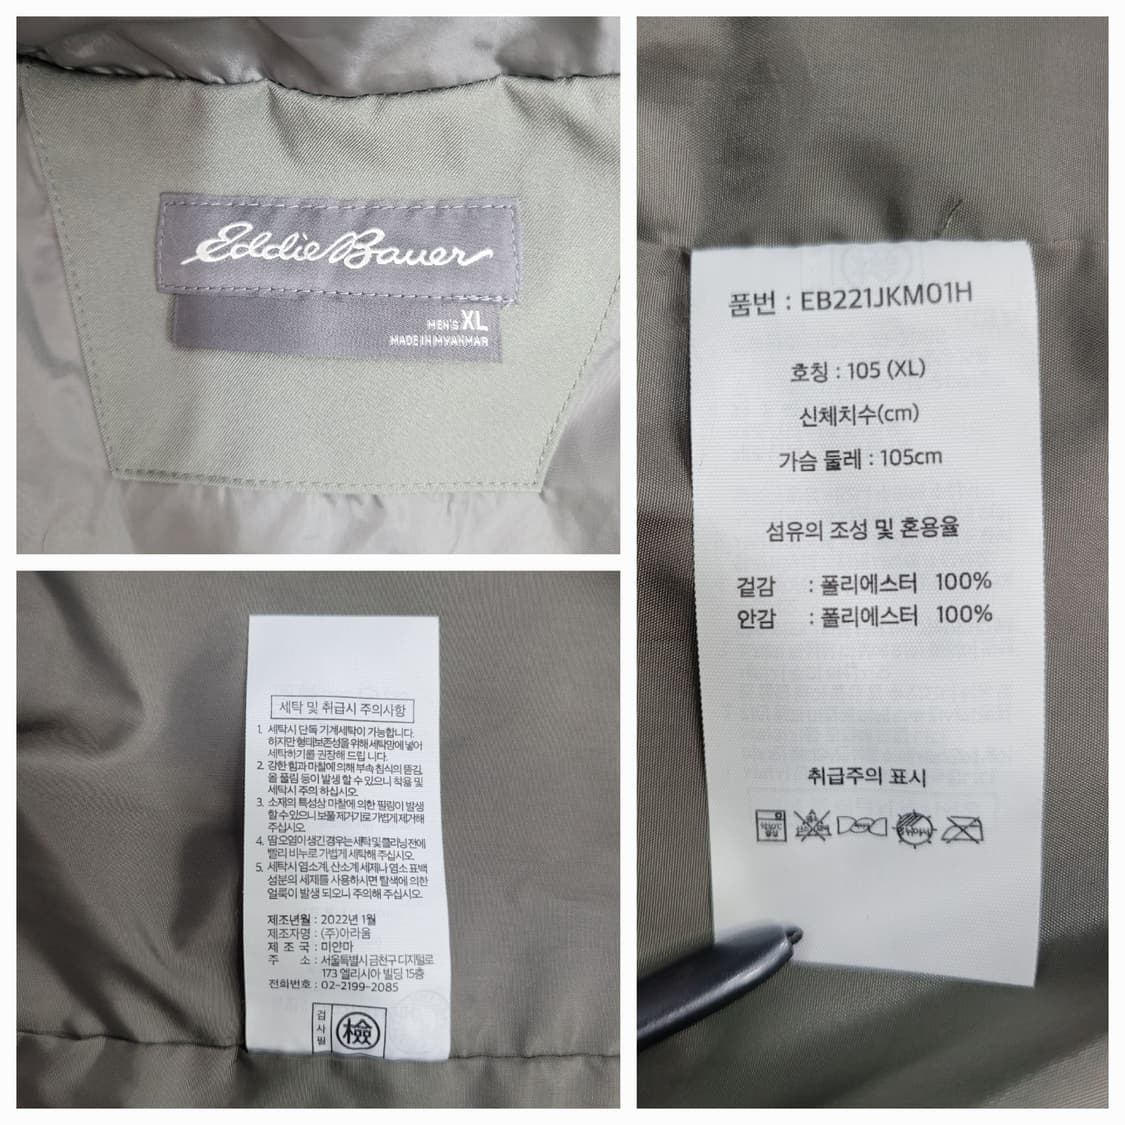 Eddie Bauer
MEN'S XL
MADE IN MYANMAR
세탁 및 취급시 주의사항
1. 세탁시 단독 기계세탁이 가능합니다.
하지만 형태보존성을 위해 세탁망에 넣어
세탁하기를 권장해 드립 니다.
2. 강한 힘과 마찰에 의해 부속 침식의 뜯김,
올 풀림 등이 발생 할 수 있으니 착용 및
세탁시 주의 하십시오.
3. 소재의 특성상 마찰에 의한 필링이 발생
할 수 있으니 보풀 제거기로 가볍게 제거해
주십시오.
4. 땀 오염이 생긴 경우는 세탁 및 클리닝 전에
빨리 비누로 가볍게 세탁해 주십시오.
5. 세탁시 염소계, 산소계 세제나 염소 표백
성분의 세제를 사용하시면 탈색에 의한
얼룩이 발생 되오니 주의해 주십시오.
제조년월 : 2022년 1월
제조자명 : (주)아라움
제 조 국 : 미얀마
주 소 : 서울특별시 금천구 디지털로
173 엘리시아 빌딩 15층
전화번호 : 02-2199-2085
검사필 檢
품번 : EB221JKM01H
호칭 : 105 (XL)
신체치수(cm)
가슴 둘레 : 105cm
섬유의 조성 및 혼용율
겉감 : 폴리에스터 100%
안감 : 폴리에스터 100%
취급주의 표시